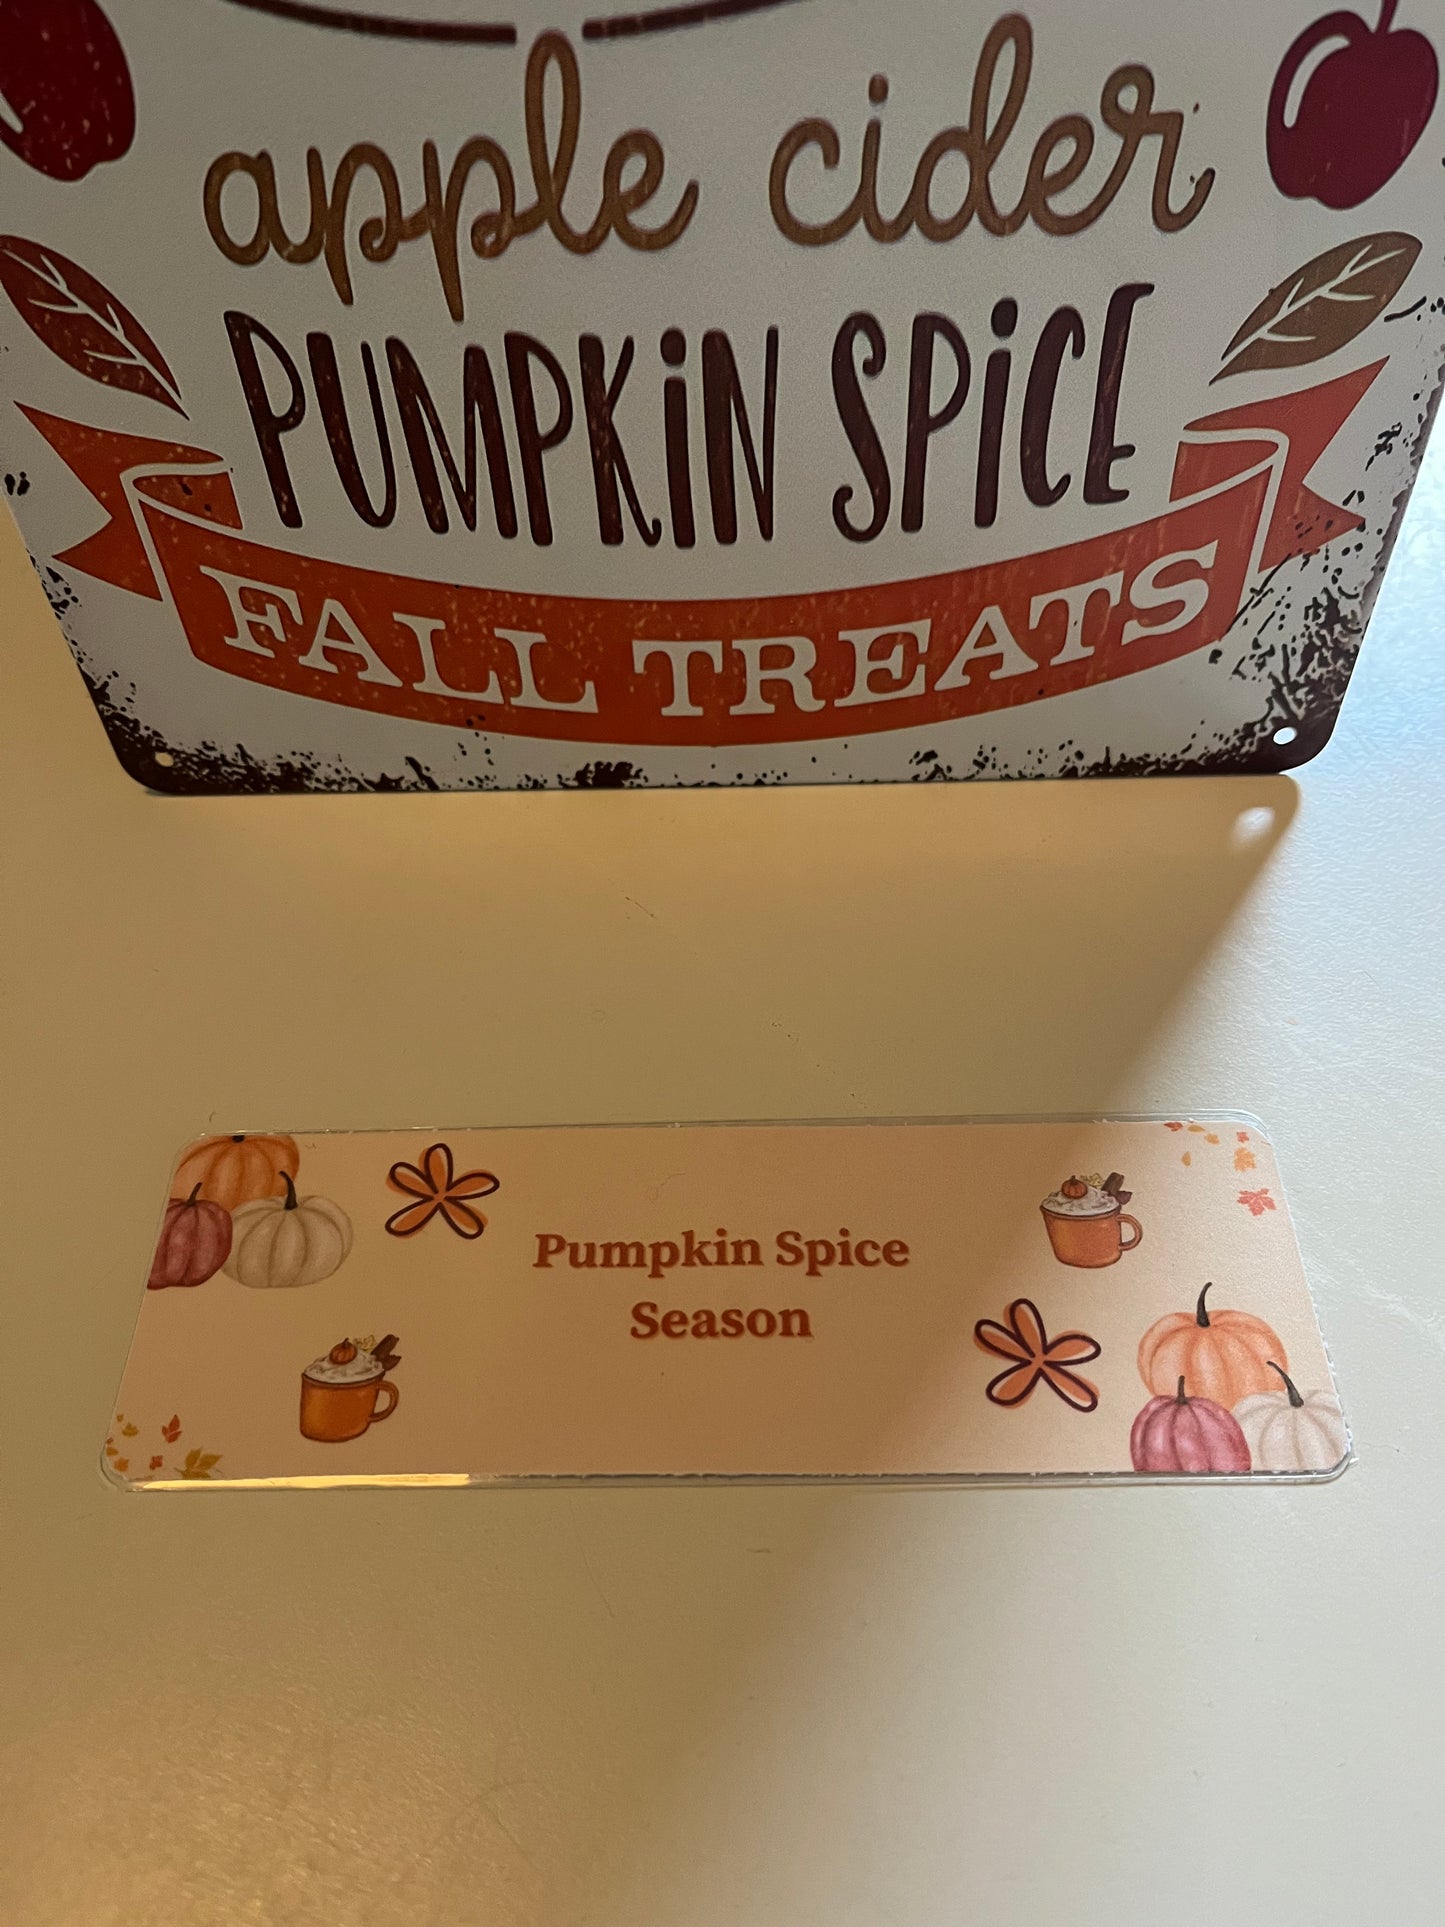 apple cider
PUMPKiN SPiCE
FALL TREATS
Pumpkin Spice
Season